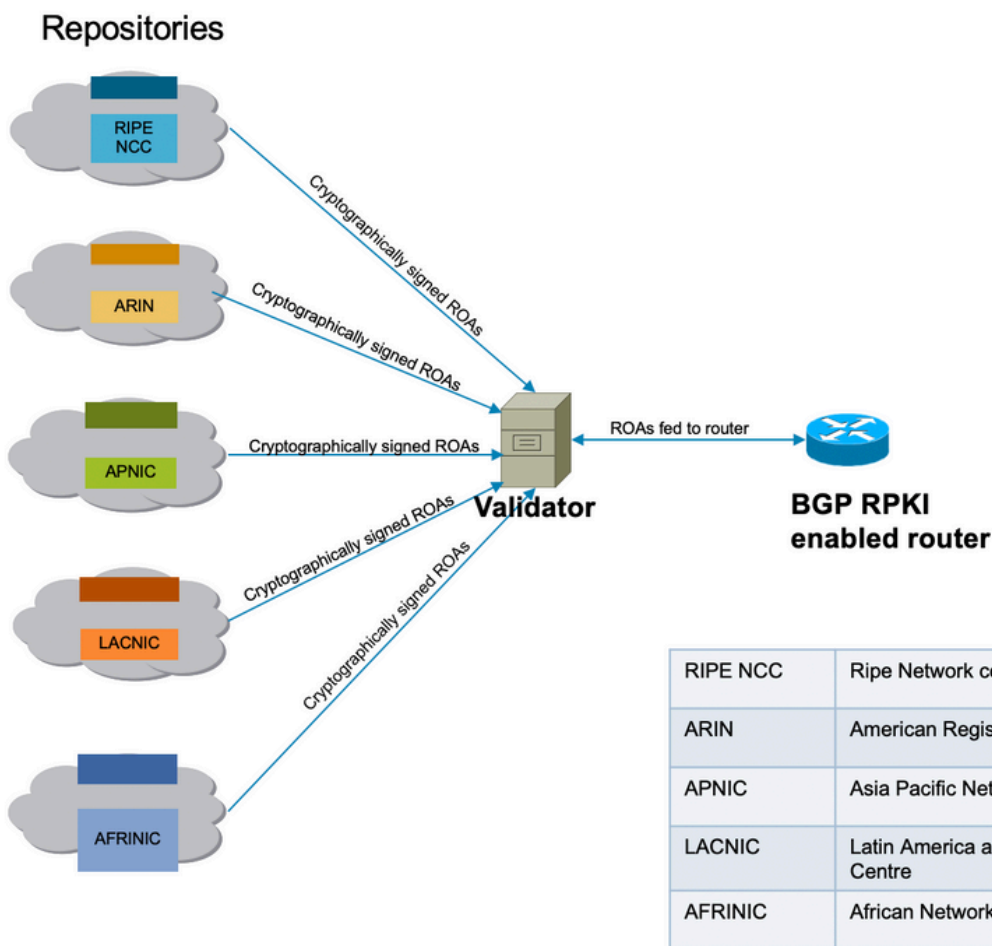 Repositories
RIPE
NCC
Cryptographically signed ROAs
ARIN
Cryptographically signed ROAs
APNIC
Cryptographically signed ROAs
LACNIC
Cryptographically signed ROAs
AFRINIC
Cryptographically signed ROAs
Validator
ROAs fed to router
BGP RPKI
enabled router
RIPE NCC
Ripe Network
ARIN
American
APNIC
Asia Pacific
LACNIC
Latin America
Centre
AFRINIC
African Network